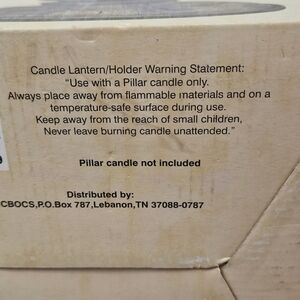 Candle Lantern/Holder Warning Statement:
"Use with a Pillar candle only.
Always place away from flammable materials and on a
temperature-safe surface during use.
Keep away from the reach of small children,
Never leave burning candle unattended."
Pillar candle not included
Distributed by:
CBOCS,P.O.Box 787,Lebanon,TN 37088-0787